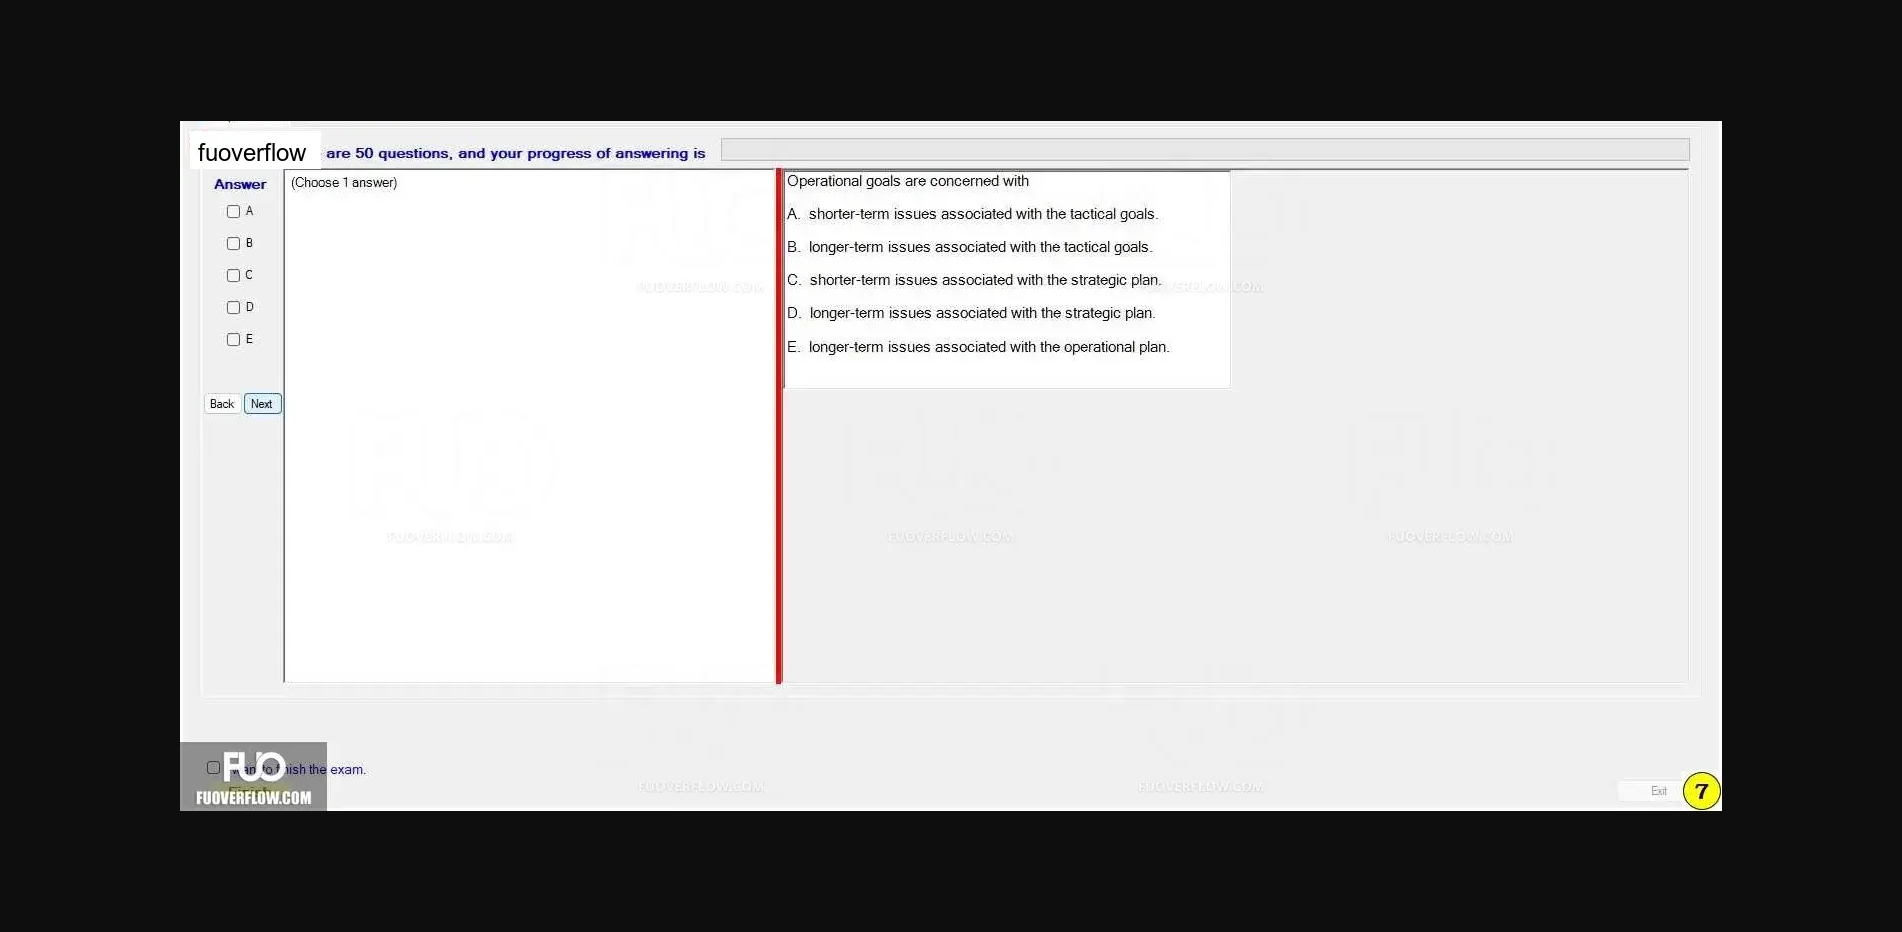 fuoverflow are 50 questions, and your progress of answering is
Answer
A
B
C
D
E
Back Next
(Choose 1 answer)
Operational goals are concerned with
A. shorter-term issues associated with the tactical goals.
B. longer-term issues associated with the tactical goals.
C. shorter-term issues associated with the strategic plan.
D. longer-term issues associated with the strategic plan.
E. longer-term issues associated with the operational plan.
FUOVERFLOW.COM
FUOVERFLOW.COM
FUOVERFLOW.COM FUOVERFLOW.COM FUOVERFLOW.COM
FUO
to finish the exam.
FUOVERFLOW.COM
FUOVERFLOW.COM FUOVERFLOW.COM
Exit 7